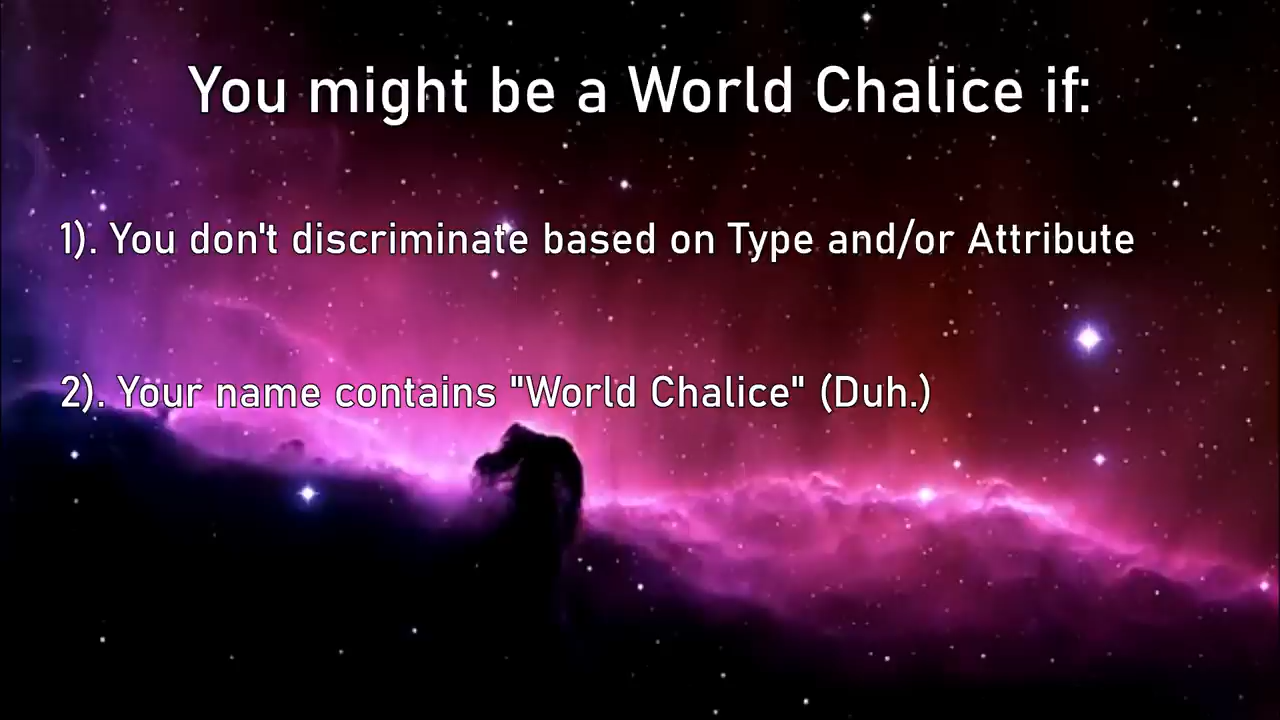 You might be a World Chalice if:
1). You don't discriminate based on Type and/or Attribute
2). Your name contains "World Chalice" (Duh.)